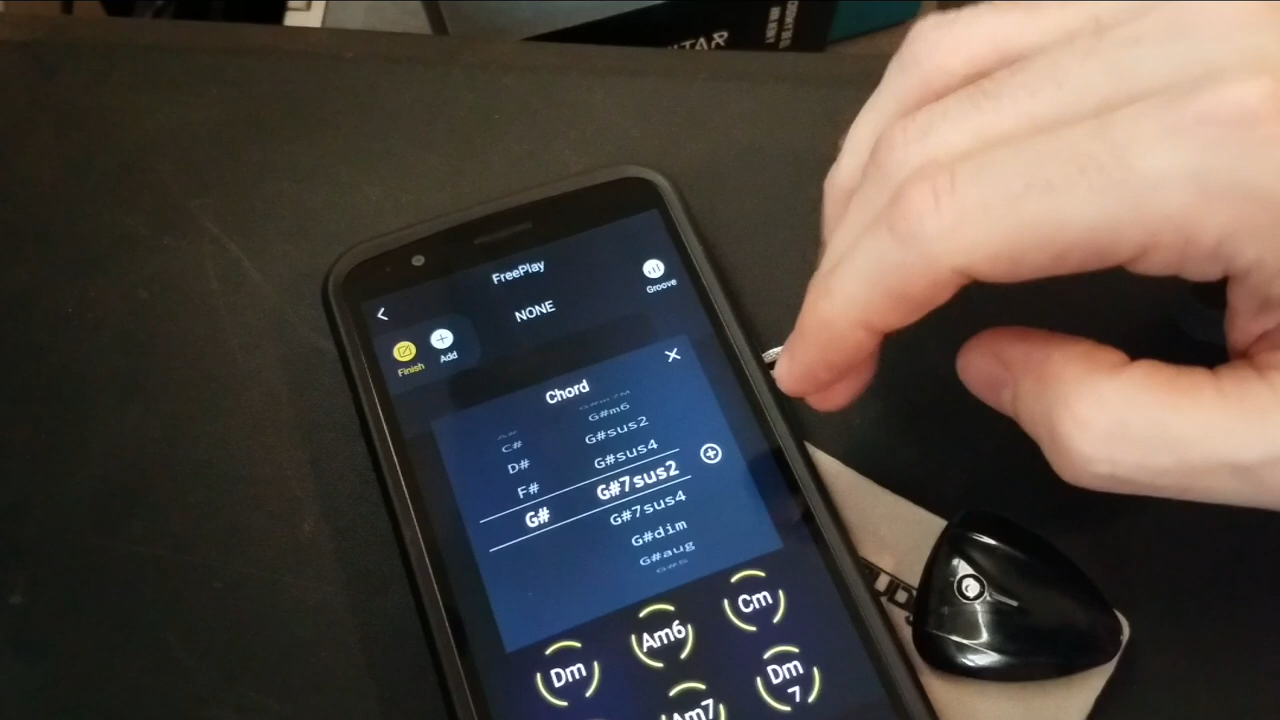 FreePlay
NONE
Groove
Finish
Add
Chord
A#
C#
D#
F#
G#
G#m7M
G#m6
G#sus2
G#sus4
G#7sus2
G#7sus4
G#dim
G#aug
Dm
Am6
Cm
Am7
Dm
7